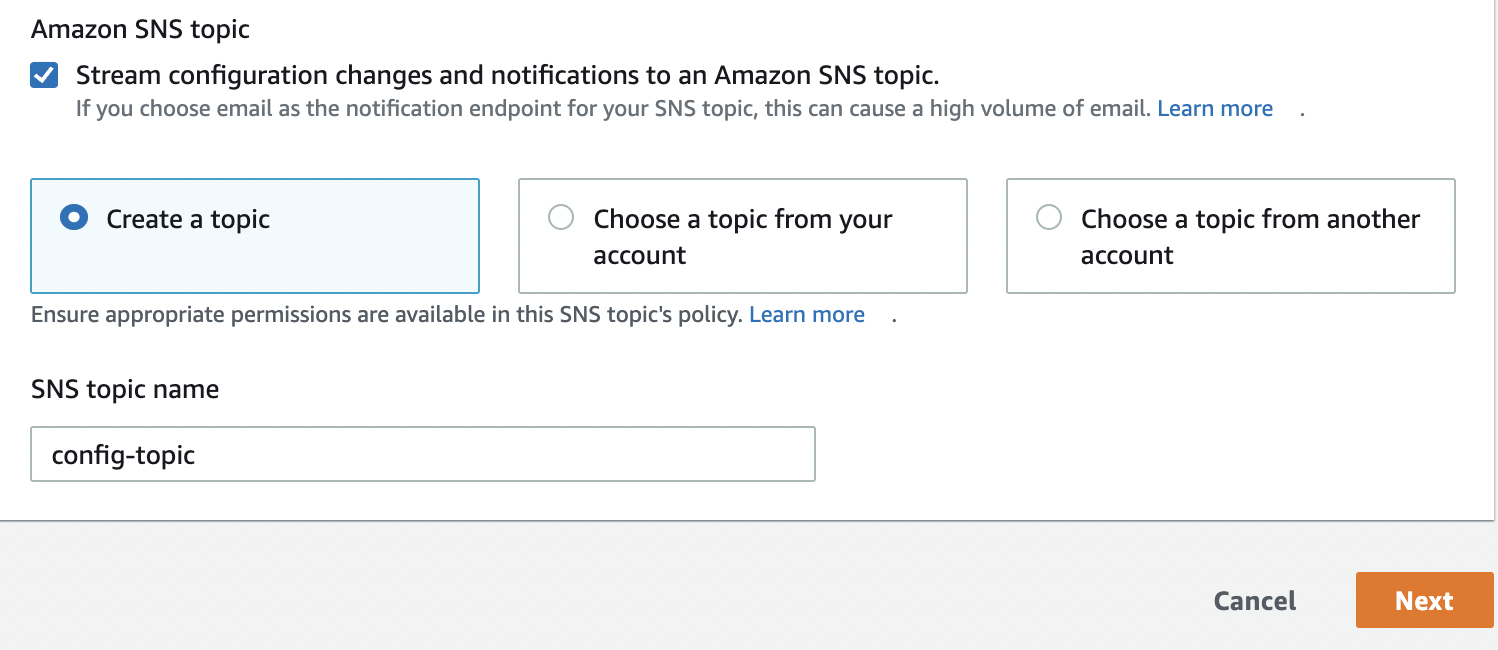 Amazon SNS topic
Stream configuration changes and notifications to an Amazon SNS topic.
If you choose email as the notification endpoint for your SNS topic, this can cause a high volume of email. Learn more .
Create a topic
Choose a topic from your
account
Choose a topic from another
account
Ensure appropriate permissions are available in this SNS topic's policy. Learn more .
SNS topic name
config-topic
Cancel
Next